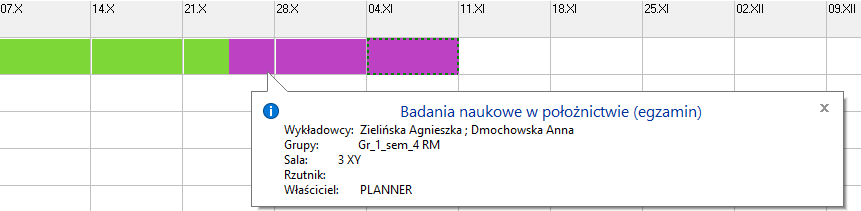 07.X 14.X 21.X 28.X 04.XI 11.XI 18.XI 25.XI 02.XII 09.XII
Badania naukowe w położnictwie (egzamin)
Wykładowcy: Zielińska Agnieszka ; Dmochowska Anna
Grupy: Gr_1_sem_4 RM
Sala: 3 XY
Rzutnik:
Właściciel: PLANNER